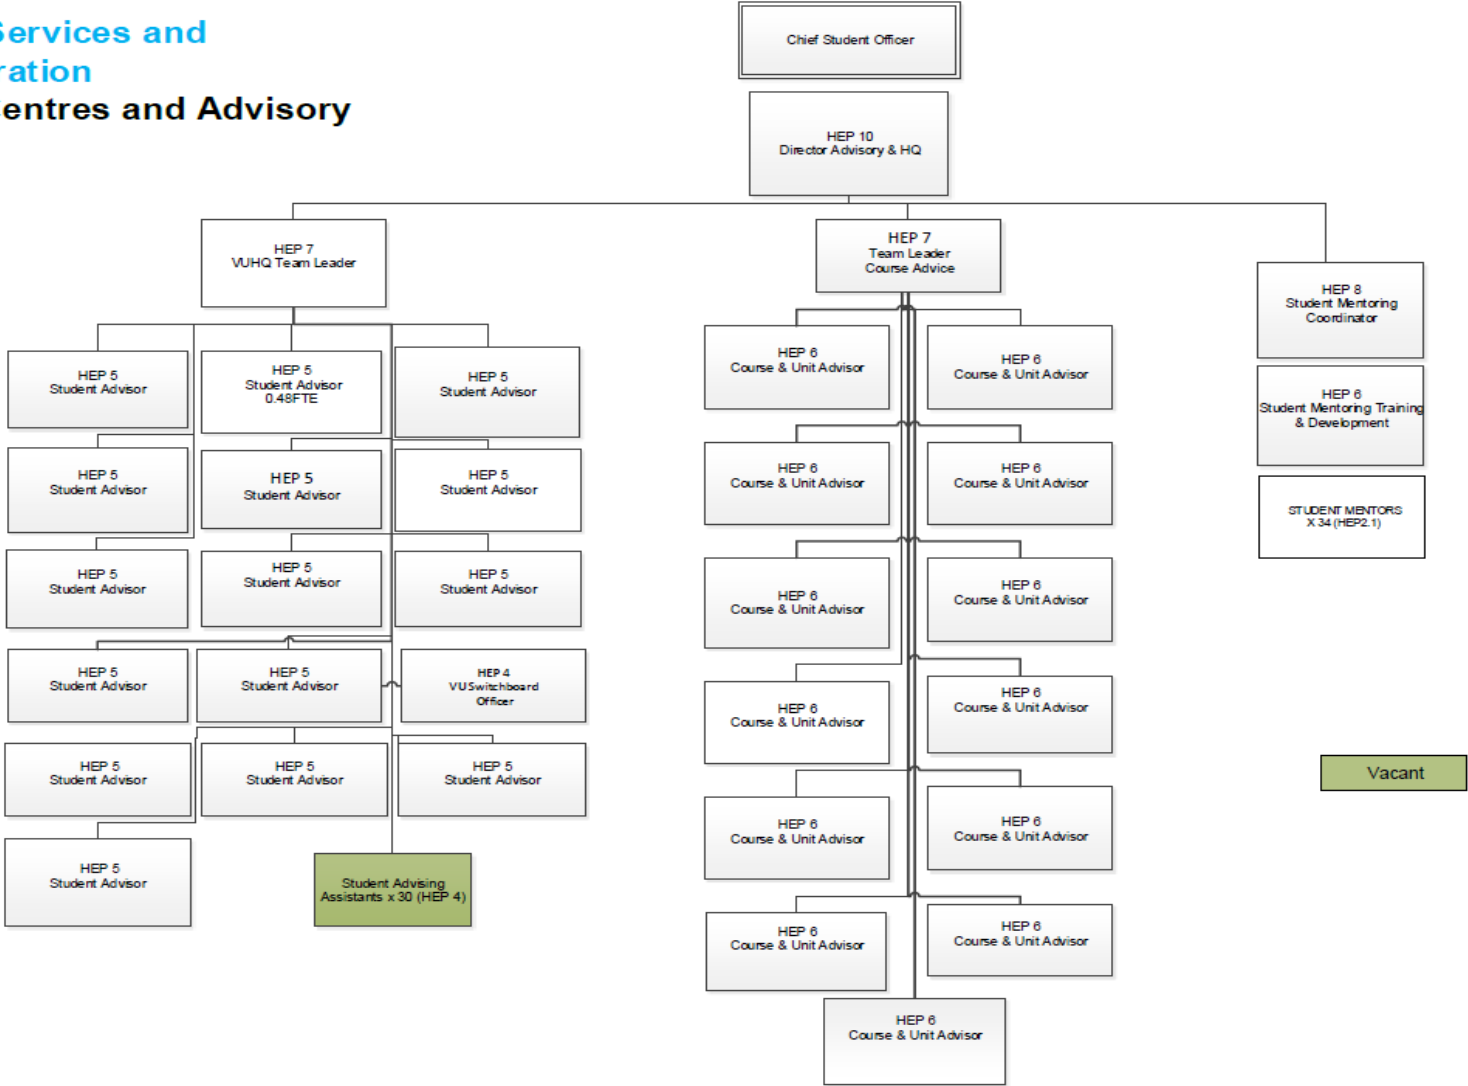 Services and
ration
entres and Advisory
Chief Student Officer
HEP 10
Director Advisory & HQ
HEP 7
VUHQ Team Leader
HEP 7
Team Leader
Course Advice
HEP 8
Student Mentoring
Coordinator
HEP 6
Student Mentoring Training
& Development
STUDENT MENTORS
X 34 (HEP2.1)
HEP 5
Student Advisor
HEP 5
Student Advisor
0.48FTE
HEP 5
Student Advisor
HEP 5
Student Advisor
HEP 5
Student Advisor
HEP 5
Student Advisor
HEP 5
Student Advisor
HEP 5
Student Advisor
HEP 5
Student Advisor
HEP 5
Student Advisor
HEP 5
Student Advisor
HEP 4
VU Switchboard
Officer
HEP 5
Student Advisor
HEP 5
Student Advisor
HEP 5
Student Advisor
HEP 5
Student Advisor
Student Advising
Assistants x 30 (HEP 4)
HEP 6
Course & Unit Advisor
HEP 6
Course & Unit Advisor
HEP 6
Course & Unit Advisor
HEP 6
Course & Unit Advisor
HEP 6
Course & Unit Advisor
HEP 6
Course & Unit Advisor
HEP 6
Course & Unit Advisor
HEP 6
Course & Unit Advisor
HEP 6
Course & Unit Advisor
HEP 6
Course & Unit Advisor
HEP 6
Course & Unit Advisor
HEP 6
Course & Unit Advisor
HEP 6
Course & Unit Advisor
Vacant